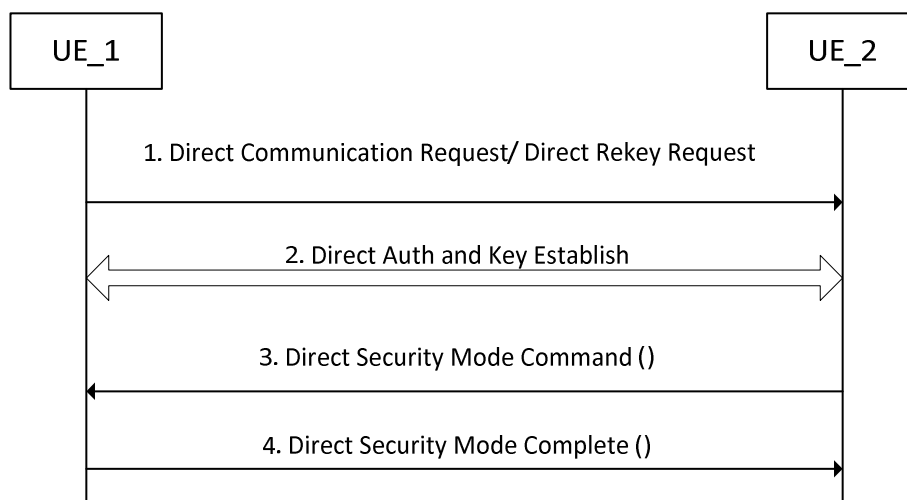 UE_1
UE_2
1. Direct Communication Request/ Direct Rekey Request
2. Direct Auth and Key Establish
3. Direct Security Mode Command ()
4. Direct Security Mode Complete ()